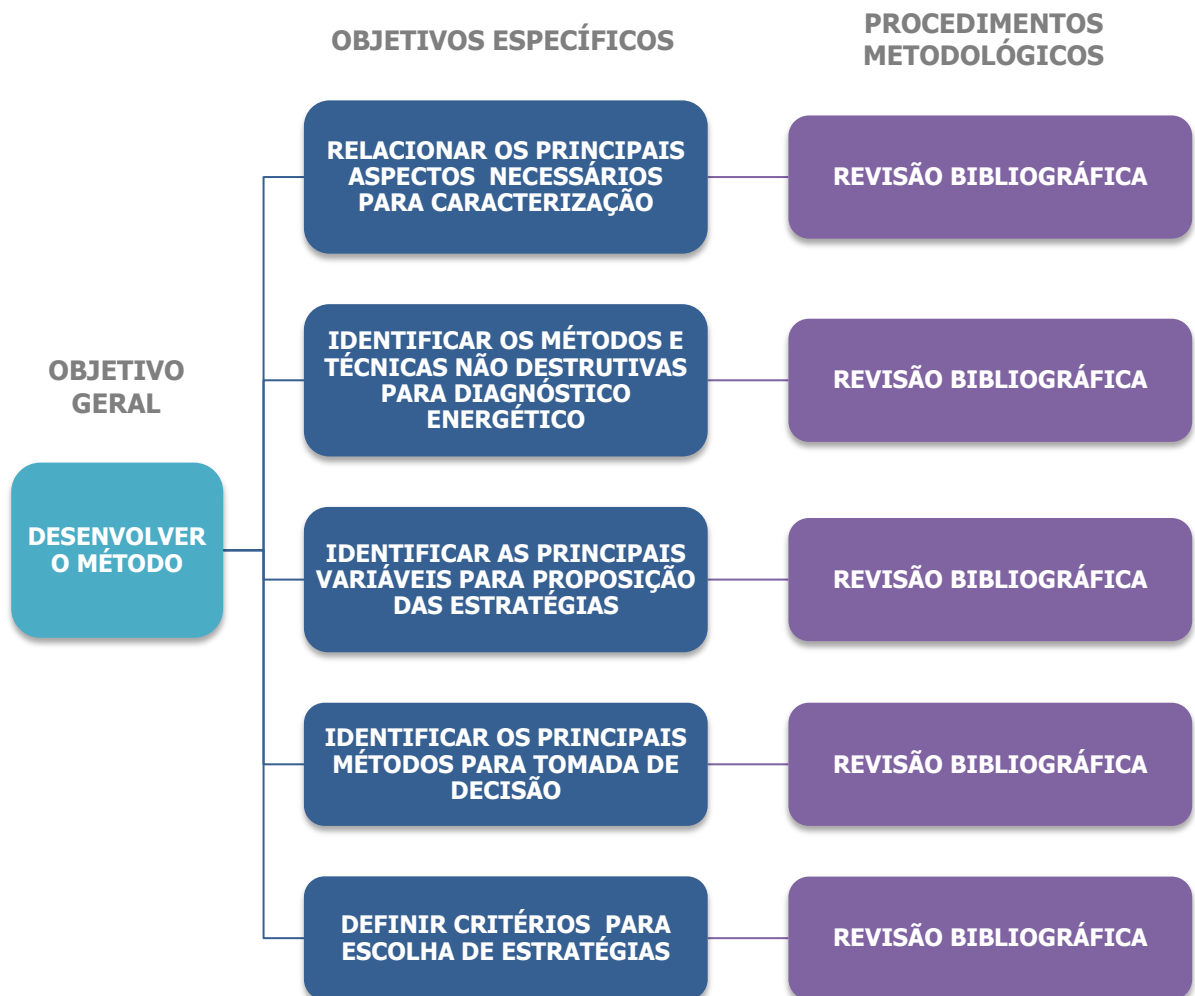 OBJETIVOS ESPECÍFICOS
PROCEDIMENTOS
METODOLÓGICOS
RELACIONAR OS PRINCIPAIS
ASPECTOS NECESSÁRIOS
PARA CARACTERIZAÇÃO
REVISÃO BIBLIOGRÁFICA
IDENTIFICAR OS MÉTODOS E
TÉCNICAS NÃO DESTRUTIVAS
PARA DIAGNÓSTICO
ENERGÉTICO
REVISÃO BIBLIOGRÁFICA
OBJETIVO
GERAL
DESENVOLVER
O MÉTODO
IDENTIFICAR AS PRINCIPAIS
VARIÁVEIS PARA PROPOSIÇÃO
DAS ESTRATÉGIAS
REVISÃO BIBLIOGRÁFICA
IDENTIFICAR OS PRINCIPAIS
MÉTODOS PARA TOMADA DE
DECISÃO
REVISÃO BIBLIOGRÁFICA
DEFINIR CRITÉRIOS PARA
ESCOLHA DE ESTRATÉGIAS
REVISÃO BIBLIOGRÁFICA